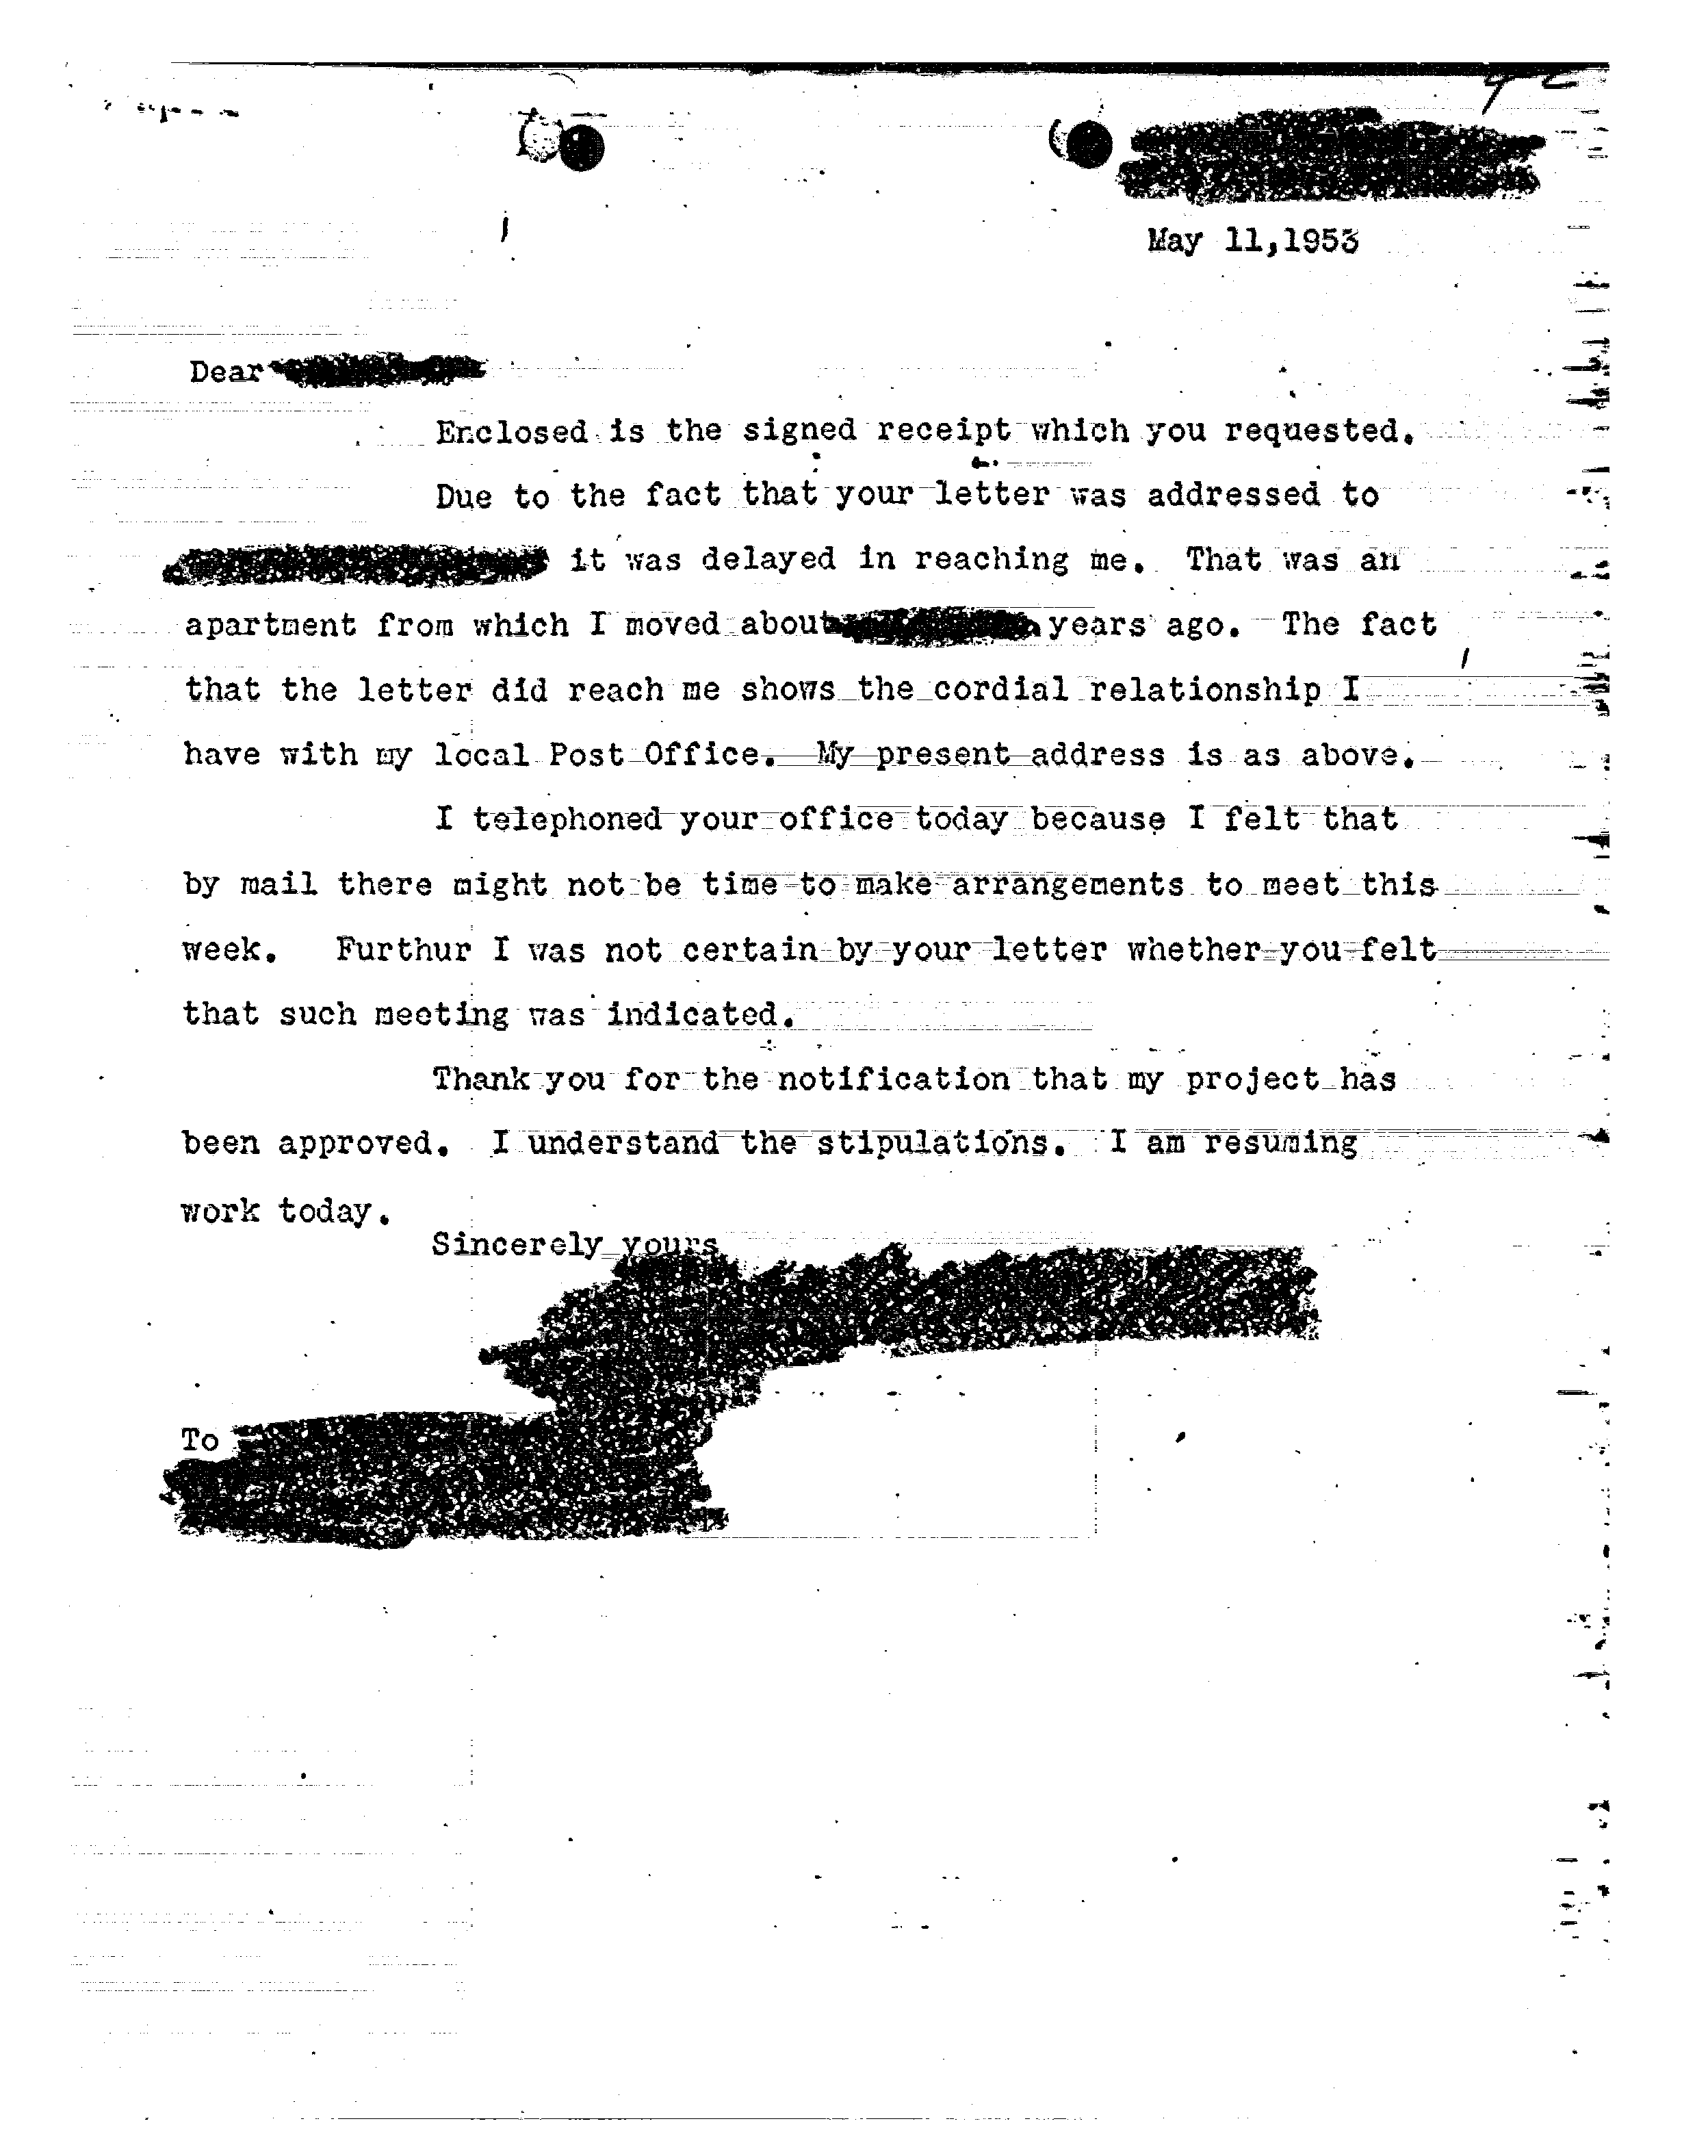 May 11,1953
Dear
Enclosed is the signed receipt which you requested.
Due to the fact that your letter was addressed to
it was delayed in reaching me. That was an
apartment from which I moved about years ago. The fact
that the letter did reach me shows the cordial relationship I
have with my local Post Office. My present address is as above.
I telephoned your office today because I felt that
by mail there might not be time to make arrangements to meet this
week. Furthur I was not certain by your letter whether you felt
that such meeting was indicated.
Thank you for the notification that my project has
been approved. I understand the stipulations. I am resuming
work today.
Sincerely yours
To